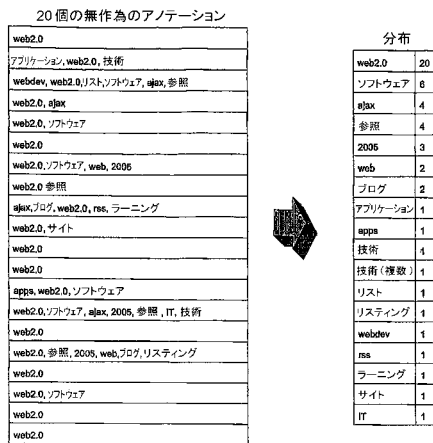 20個の無作為のアノテーション
web2.0
アプリケーション, web2.0, 技術
webdev, web2.0,リスト,ソフトウェア, ajax, 参照
web2.0, ajax
web2.0, ソフトウェア
web2.0
web2.0,ソフトウェア, web, 2005
web2.0 参照
ajax,ブログ, web2.0, rss, ラーニング
web2.0, サイト
web2.0
web2.0
apps, web2.0, ソフトウェア
web2.0,ソフトウェア, ajax, 2005, 参照 , IT, 技術
web2.0
web2.0, 参照, 2005, web,ブログ,リスティング
web2.0
web2.0, ソフトウェア
web2.0
web2.0
分布
web2.0 20
ソフトウェア 6
ajax 4
参照 4
2005 3
web 2
ブログ 2
アプリケーション 1
apps 1
技術 1
技術(複数) 1
リスト 1
リスティング 1
webdev 1
rss 1
ラーニング 1
サイト 1
IT 1